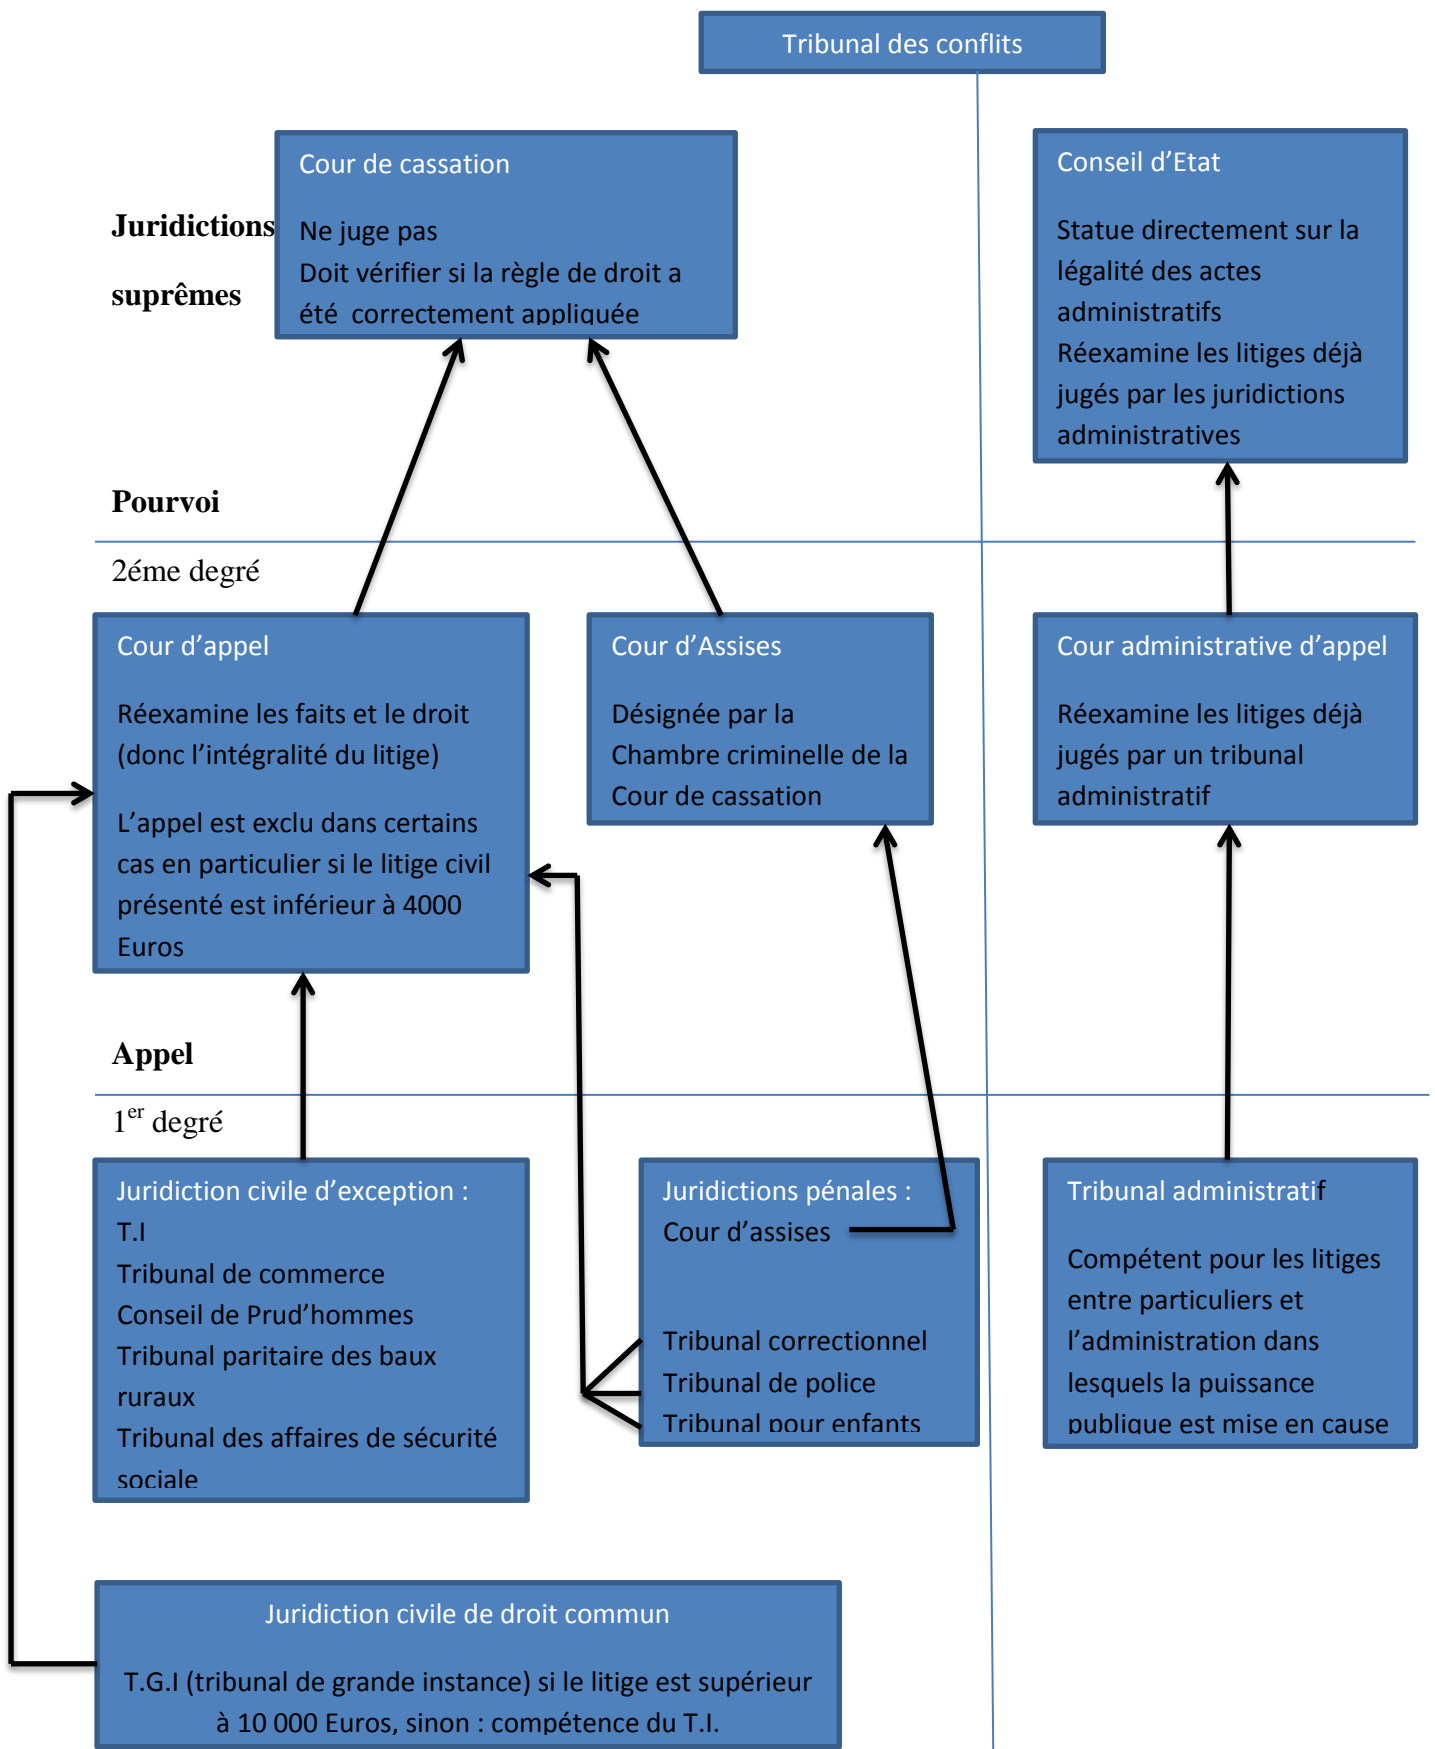 Tribunal des conflits
Juridictions
suprêmes
Cour de cassation
Ne juge pas
Doit vérifier si la règle de droit a
été  correctement appliquée
Conseil d’Etat
Statue directement sur la
légalité des actes
administratifs
Réexamine les litiges déjà
jugés par les juridictions
administratives
Pourvoi
2éme degré
Cour d’appel
Réexamine les faits et le droit
(donc l’intégralité du litige)
L’appel est exclu dans certains
cas en particulier si le litige civil
présenté est inférieur à 4000
Euros
Cour d’Assises
Désignée par la
Chambre criminelle de la
Cour de cassation
Cour administrative d’appel
Réexamine les litiges déjà
jugés par un tribunal
administratif
Appel
1er degré
Juridiction civile d’exception :
T.I
Tribunal de commerce
Conseil de Prud’hommes
Tribunal paritaire des baux
ruraux
Tribunal des affaires de sécurité
sociale
Juridictions pénales :
Cour d’assises
Tribunal correctionnel
Tribunal de police
Tribunal pour enfants
Tribunal administratif
Compétent pour les litiges
entre particuliers et
l’administration dans
lesquels la puissance
publique est mise en cause
Juridiction civile de droit commun
T.G.I (tribunal de grande instance) si le litige est supérieur
à 10 000 Euros, sinon : compétence du T.I.